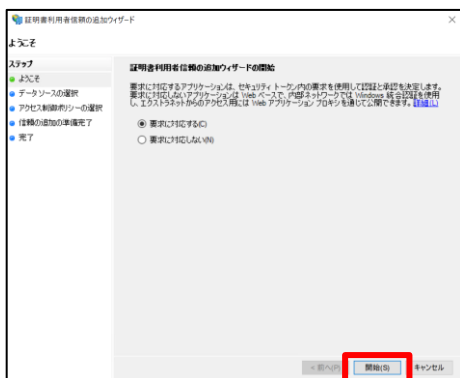 証明書利用者信頼の追加ウィザード
ようこそ
ステップ
ようこそ
データ ソースの選択
アクセス制御ポリシーの選択
信頼の追加の準備完了
完了
証明書利用者信頼の追加ウィザードの開始
要求に対応するアプリケーションは、セキュリティ トークン内の要求を使用して認証と承認を決定します。
要求に対応しないアプリケーションは Web ベースで、内部ネットワークでは Windows 統合認証を使用
し、エクストラネットからのアクセス用には Web アプリケーション プロキシを通じて公開できます。詳細(L)
要求に対応する(C)
要求に対応しない(N)
< 前へ(P)
開始(S)
キャンセル